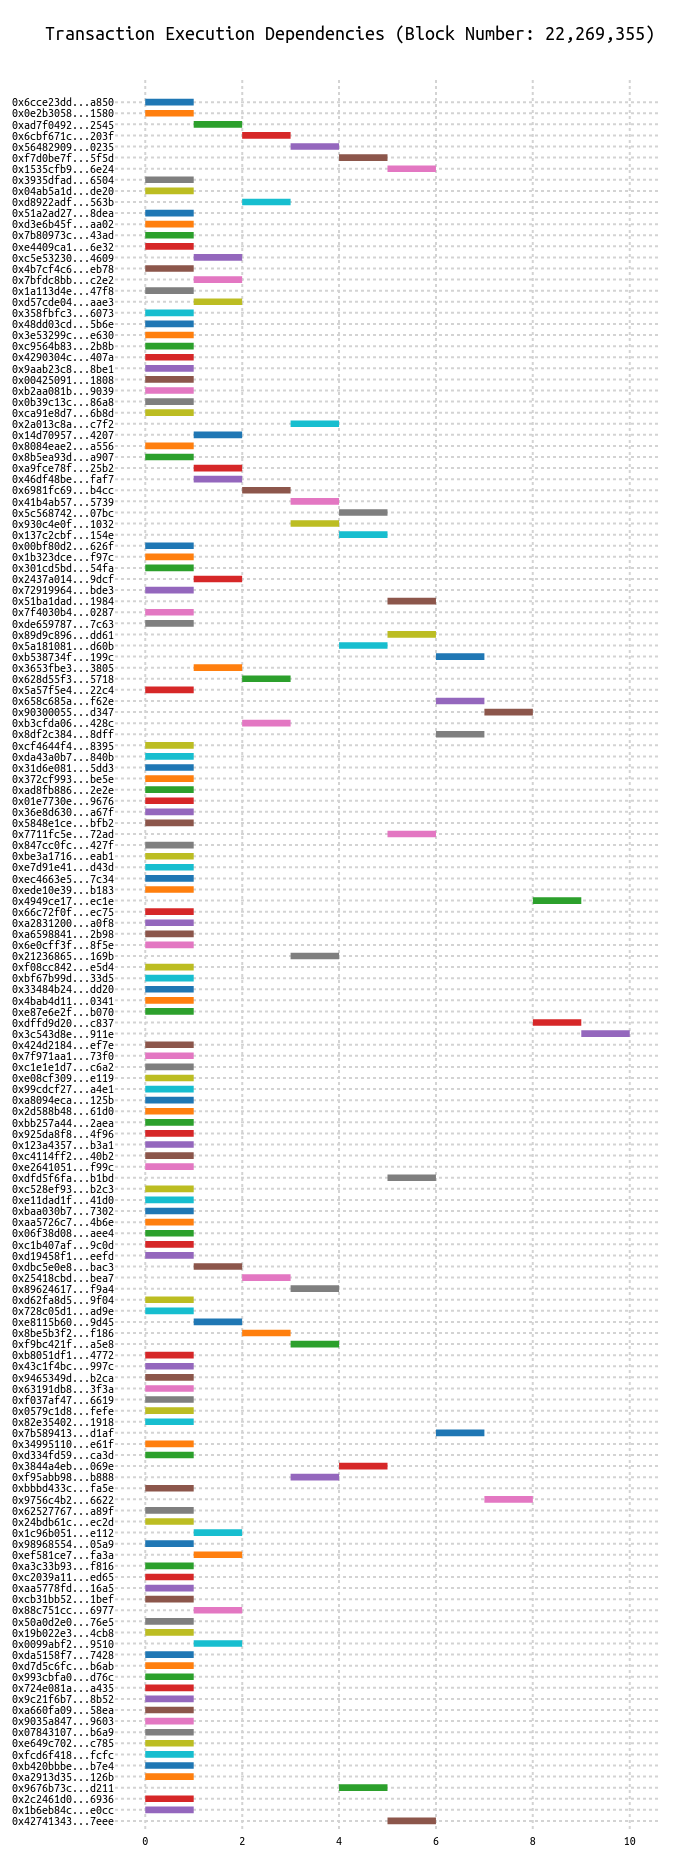 Transaction Execution Dependencies (Block Number: 22,269,355)
0x6cce23dd...a850
0x0e2b3058...1580
0xad7f0492...2545
0x6cbf671c...203f
0x56482909...0235
0xf7d0be7f...5f5d
0x1535cfb9...6e24
0x3935dfad...6504
0x04ab5a1d...de20
0xd8922adf...563b
0x51a2ad27...8dea
0xd3e6b45f...aa02
0x7b80973c...43ad
0xe4409ca1...6e32
0xc5e53230...4609
0x4b7cf4c6...eb78
0x7bfdc8bb...c2e2
0x1a113d4e...47f8
0xd57cde04...aae3
0x358fbfc3...6073
0x48dd03cd...5b6e
0x3e53299c...e630
0xc9564b83...2b8b
0x4290304c...407a
0x9aab23c8...8be1
0x00425091...1808
0xb2aa081b...9039
0x0b39c13c...86a8
0xca91e8d7...6b8d
0x2a013c8a...c7f2
0x14d70957...4207
0x8084eae2...a556
0x8b5ea93d...a907
0xa9fce78f...25b2
0x46df48be...faf7
0x6981fc69...b4cc
0x41b4ab57...5739
0x5c568742...07bc
0x930c4e0f...1032
0x137c2cbf...154e
0x00bf80d2...626f
0x1b323dce...f97c
0x301cd5bd...54fa
0x2437a014...9dcf
0x72919964...bde3
0x51ba1dad...1984
0x7f4030b4...0287
0xde659787...7c63
0x89d9c896...dd61
0x5a181081...d60b
0xb538734f...199c
0x3653fbe3...3805
0x628d55f3...5718
0x5a57f5e4...22c4
0x658c685a...f62e
0x90300055...d347
0xb3cfda06...428c
0x8df2c384...8dff
0xcf4644f4...8395
0xda43a0b7...840b
0x31d6e081...5dd3
0x372cf993...be5e
0xad8fb886...2e2e
0x01e7730e...9676
0x36e8d630...a67f
0x5848e1ce...bfb2
0x7711fc5e...72ad
0x847cc0fc...427f
0xbe3a1716...eab1
0xe7d91e41...d43d
0xec4663e5...7c34
0xede10e39...b183
0x4949ce17...ec1e
0x66c72f0f...ec75
0xa2831200...a0f8
0xa6598841...2b98
0x6e0cff3f...8f5e
0x21236865...169b
0xf08cc842...e5d4
0xbf67b99d...33d5
0x33484b24...dd20
0x4bab4d11...0341
0xe87e6e2f...b070
0xdffd9d20...c837
0x3c543d8e...911e
0x424d2184...ef7e
0x7f971aa1...73f0
0xc1e1e1d7...c6a2
0xe08cf309...e119
0x99cdcf27...a4e1
0xa8094eca...125b
0x2d588b48...61d0
0xbb257a44...2aea
0x925da8f8...4f96
0x123a4357...b3a1
0xc4114ff2...40b2
0xe2641051...f99c
0xdfd5f6fa...b1bd
0xc528ef93...b2c3
0xe11dad1f...41d0
0xbaa030b7...7302
0xaa5726c7...4b6e
0x06f38d08...aee4
0xc1b407af...9c0d
0xd19458f1...eefd
0xdbc5e0e8...bac3
0x25418cbd...bea7
0x89624617...f9a4
0xd62fa8d5...9f04
0x728c05d1...ad9e
0xe8115b60...9d45
0x8be5b3f2...f186
0xf9bc421f...a5e8
0xb8051df1...4772
0x43c1f4bc...997c
0x9465349d...b2ca
0x63191db8...3f3a
0xf037af47...6619
0x0579c1d8...fefe
0x82e35402...1918
0x7b589413...d1af
0x34995110...e61f
0xd334fd59...ca3d
0x3844a4eb...069e
0xf95abb98...b888
0xbbbd433c...fa5e
0x9756c4b2...6622
0x62527767...a89f
0x24bdb61c...ec2d
0x1c96b051...e112
0x98968554...05a9
0xef581ce7...fa3a
0xa3c33b93...f816
0xc2039a11...ed65
0xaa5778fd...16a5
0xcb31bb52...1bef
0x88c751cc...6977
0x50a0d2e0...76e5
0x19b022e3...4cb8
0x0099abf2...9510
0xda5158f7...7428
0xd7d5c6fc...b6ab
0x993cbfa0...d76c
0x724e081a...a435
0x9c21f6b7...8b52
0xa660fa09...58ea
0x9035a847...9603
0x07843107...b6a9
0xe649c702...c785
0xfcd6f418...fcfc
0xb420bbbe...b7e4
0xa2913d35...126b
0x9676b73c...d211
0x2c2461d0...6936
0x1b6eb84c...e0cc
0x42741343...7eee
0 2 4 6 8 10